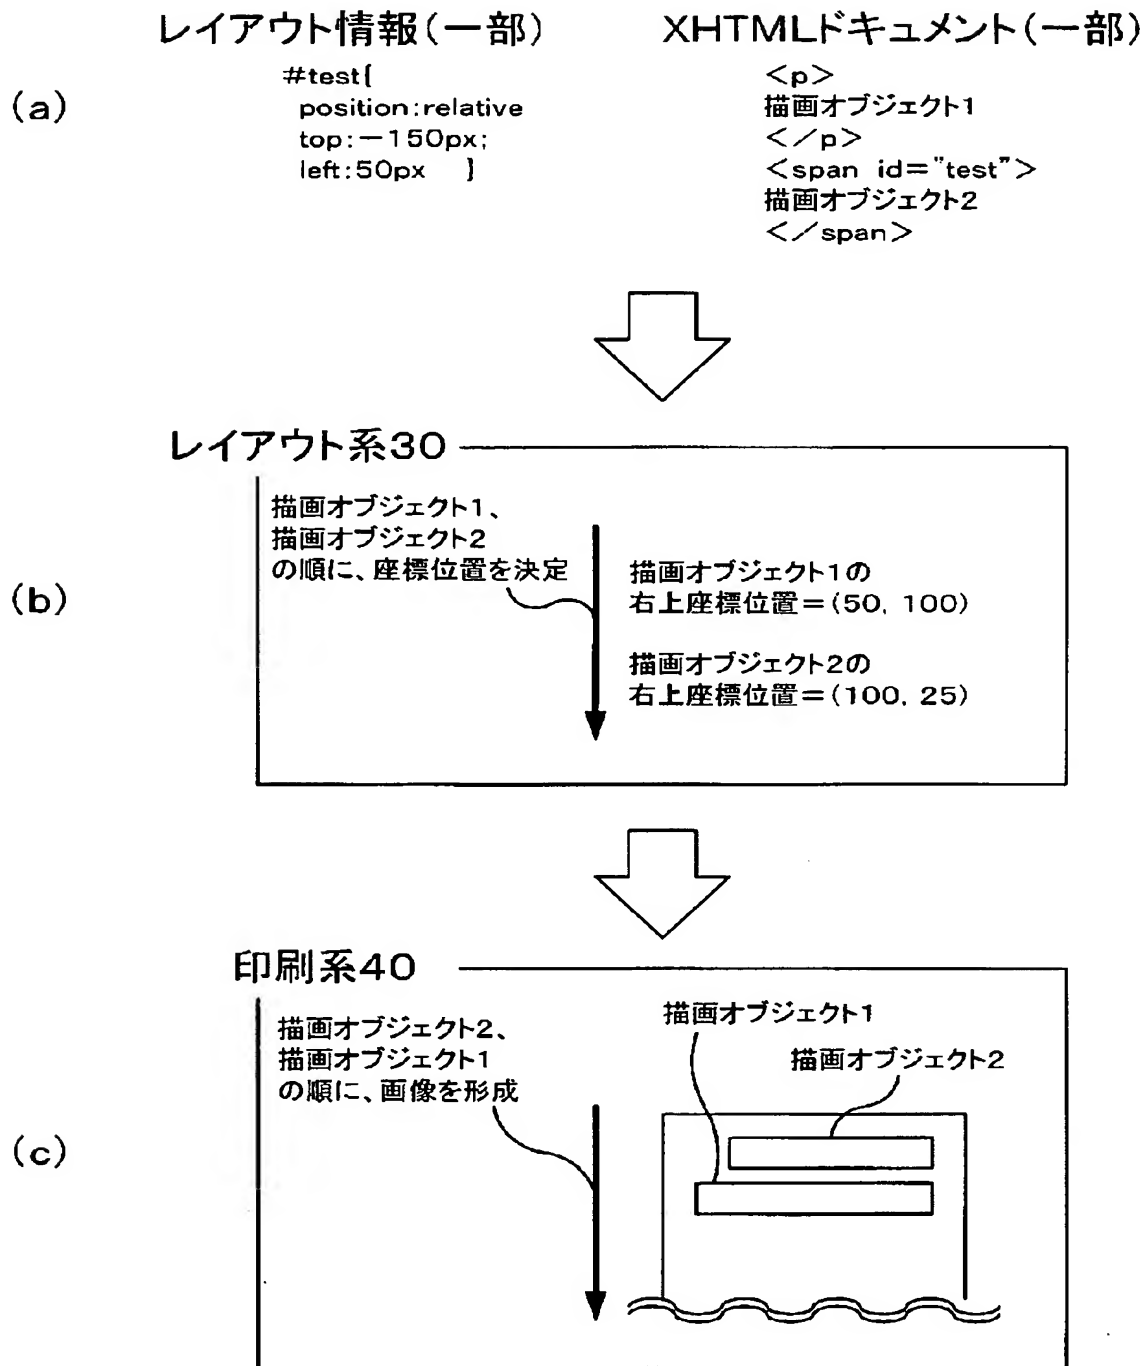 レイアウト情報(一部)
XHTMLドキュメント(一部)
(a)
#test{
position:relative
top:－150px;
left:50px }
<p>
描画オブジェクト1
<／p>
<span id="test">
描画オブジェクト2
<／span>
レイアウト系30
(b)
描画オブジェクト1、
描画オブジェクト2
の順に、座標位置を決定
描画オブジェクト1の
右上座標位置＝(50, 100)
描画オブジェクト2の
右上座標位置＝(100, 25)
印刷系40
(c)
描画オブジェクト2、
描画オブジェクト1
の順に、画像を形成
描画オブジェクト1
描画オブジェクト2